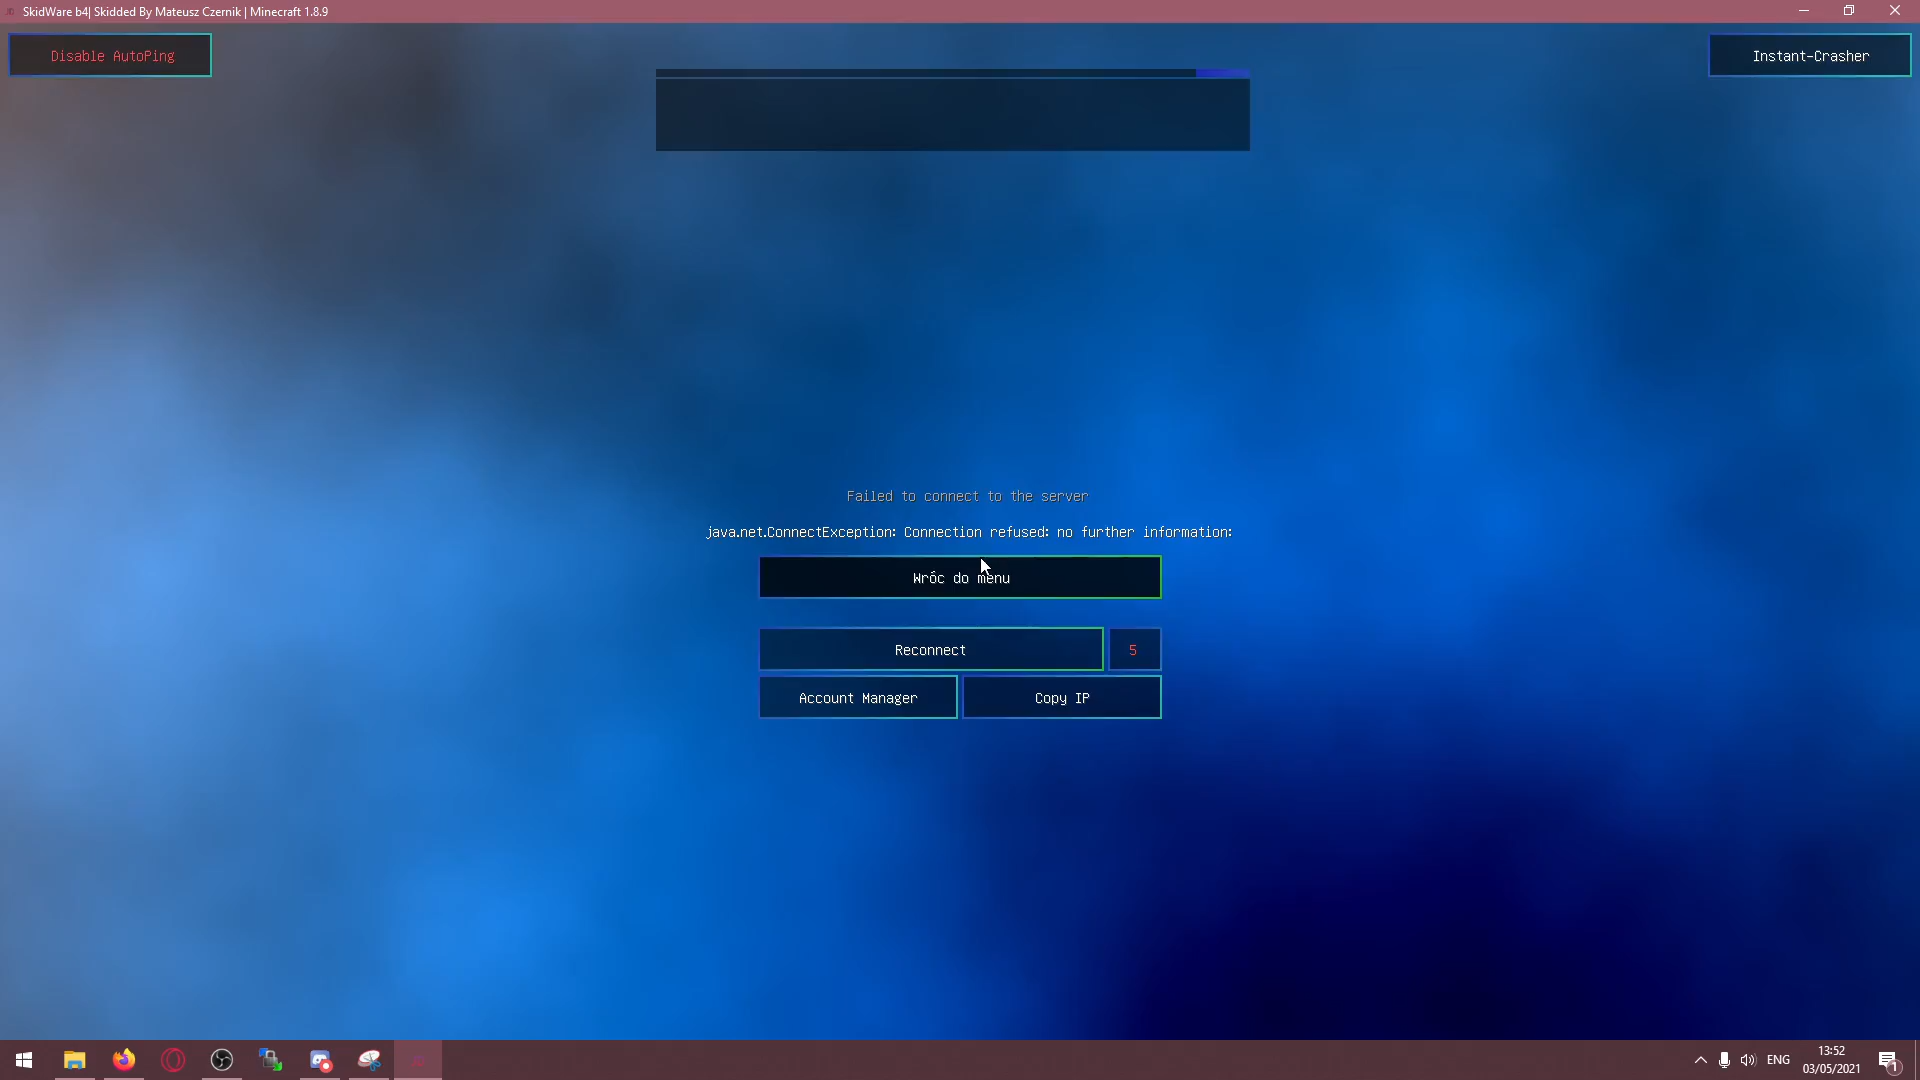 SkidWare b4| Skidded By Mateusz Czernik | Minecraft 1.8.9
Disable AutoPing
Instant-Crasher
Failed to connect to the server
java.net.ConnectException: Connection refused: no further information:
Wróc do menu
Reconnect
5
Account Manager
Copy IP
ENG
13:52
03/05/2021
1